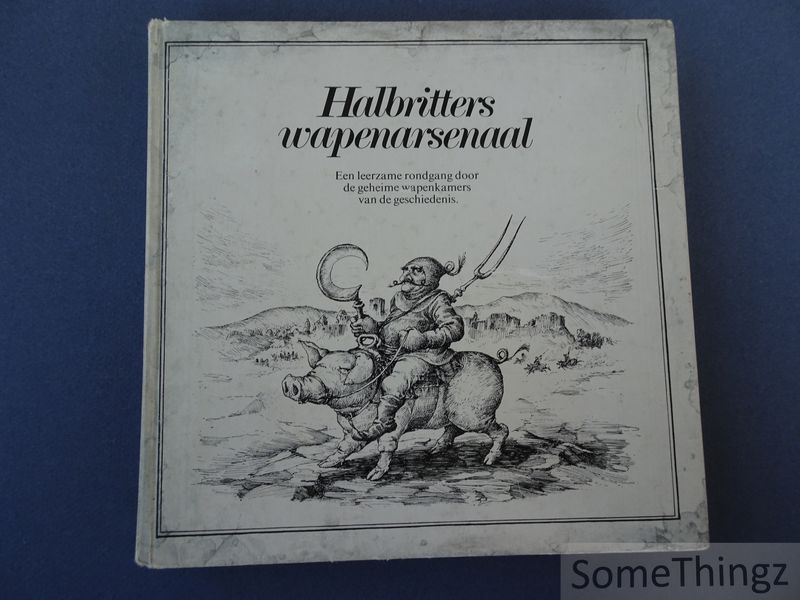 Halbritters
wapenarsenaal
Een leerzame rondgang door
de geheime wapenkamers
van de geschiedenis.
SomeThingz